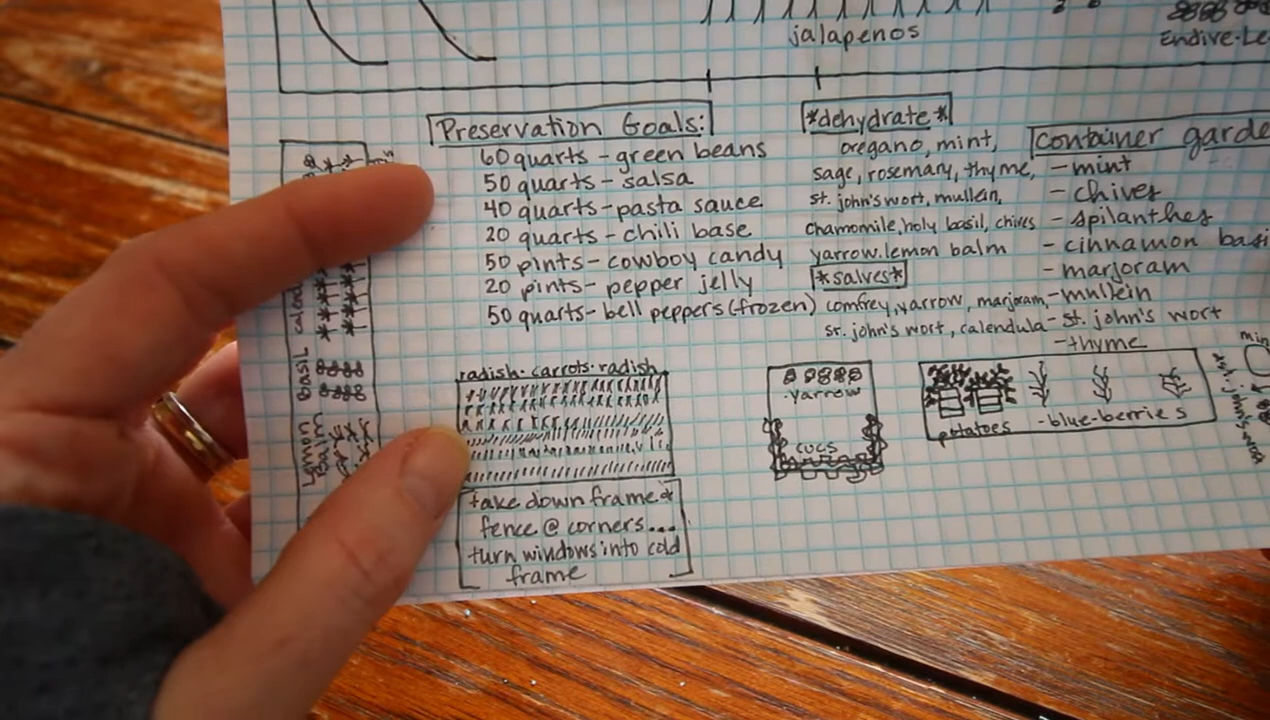 jalapenos
Endive-Le
Preservation Goals:
60 quarts - green beans
50 quarts - salsa
40 quarts - pasta sauce
20 quarts - chili base
50 pints - cowboy candy
20 pints - pepper jelly
50 quarts - bell peppers (frozen)
*dehydrate*
oregano, mint,
sage, rosemary, thyme,
st. john's wort, mullein,
chamomile, holy basil, chives
yarrow. lemon balm
*salves*
comfrey, yarrow, marjoram,
st. john's wort, calendula
Container garde
- mint
- chives
- spilanthes
- cinnamon basi
- marjoram
- mullein
- st. john's wort
- thyme
min
calend
Basil
Lemon
Balm
radish · carrots · radish
take down frame &
fence @ corners...
turn windows into cold
frame
yarrow
cucs
potatoes
- blue-berries
min